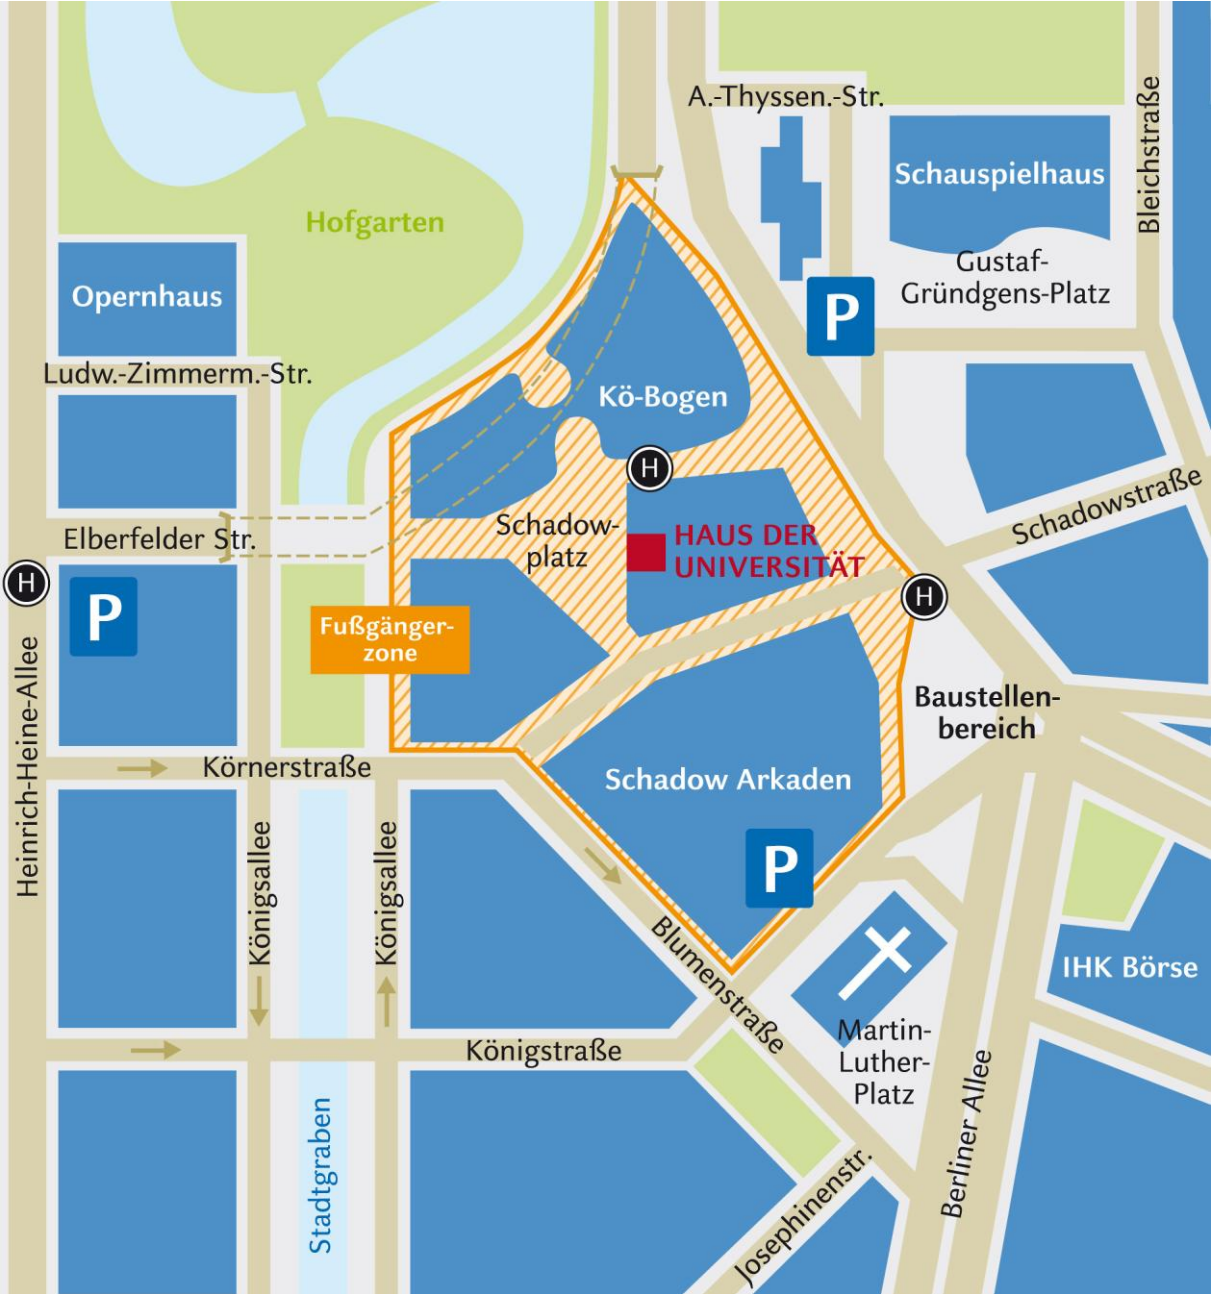 A.-Thyssen.-Str.
Bleichstraße
Schauspielhaus
Hofgarten
Gustaf-
Gründgens-Platz
Opernhaus
P
Ludw.-Zimmerm.-Str.
Kö-Bogen
H
Schadowstraße
Schadow-
platz
HAUS DER
UNIVERSITÄT
Elberfelder Str.
H
P
H
Fußgänger-
zone
Heinrich-Heine-Allee
Baustellen-
bereich
Körnerstraße
Schadow Arkaden
P
Königsallee
Königsallee
Blumenstraße
IHK Börse
Königstraße
Martin-
Luther-
Platz
Berliner Allee
Stadtgraben
Josephinenstr.